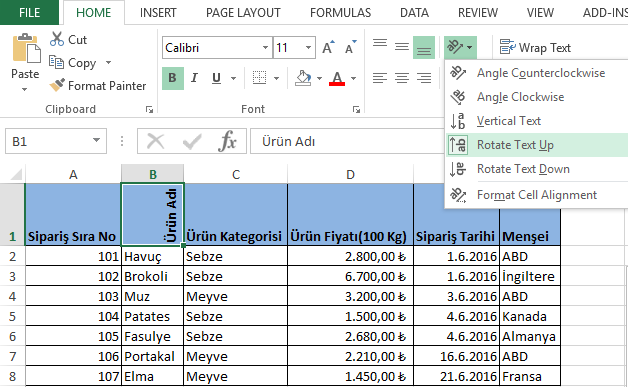 FILE HOME INSERT PAGE LAYOUT FORMULAS DATA REVIEW VIEW ADD-INS
Cut
Copy
Format Painter
Paste
Clipboard
Calibri 11
B I U
Font
Wrap Text
Angle Counterclockwise
Angle Clockwise
Vertical Text
Rotate Text Up
Rotate Text Down
Format Cell Alignment
B1 fx Ürün Adı
A B C D
1 Sipariş Sıra No Ürün Adı Ürün Kategorisi Ürün Fiyatı(100 Kg) Sipariş Tarihi Menşei
2 101 Havuç Sebze 2.800,00 ₺ 1.6.2016 ABD
3 102 Brokoli Sebze 6.700,00 ₺ 1.6.2016 İngiltere
4 103 Muz Meyve 3.200,00 ₺ 3.6.2016 ABD
5 104 Patates Sebze 1.500,00 ₺ 4.6.2016 Kanada
6 105 Fasulye Sebze 2.680,00 ₺ 4.6.2016 Almanya
7 106 Portakal Meyve 2.210,00 ₺ 16.6.2016 ABD
8 107 Elma Meyve 1.450,00 ₺ 21.6.2016 Fransa